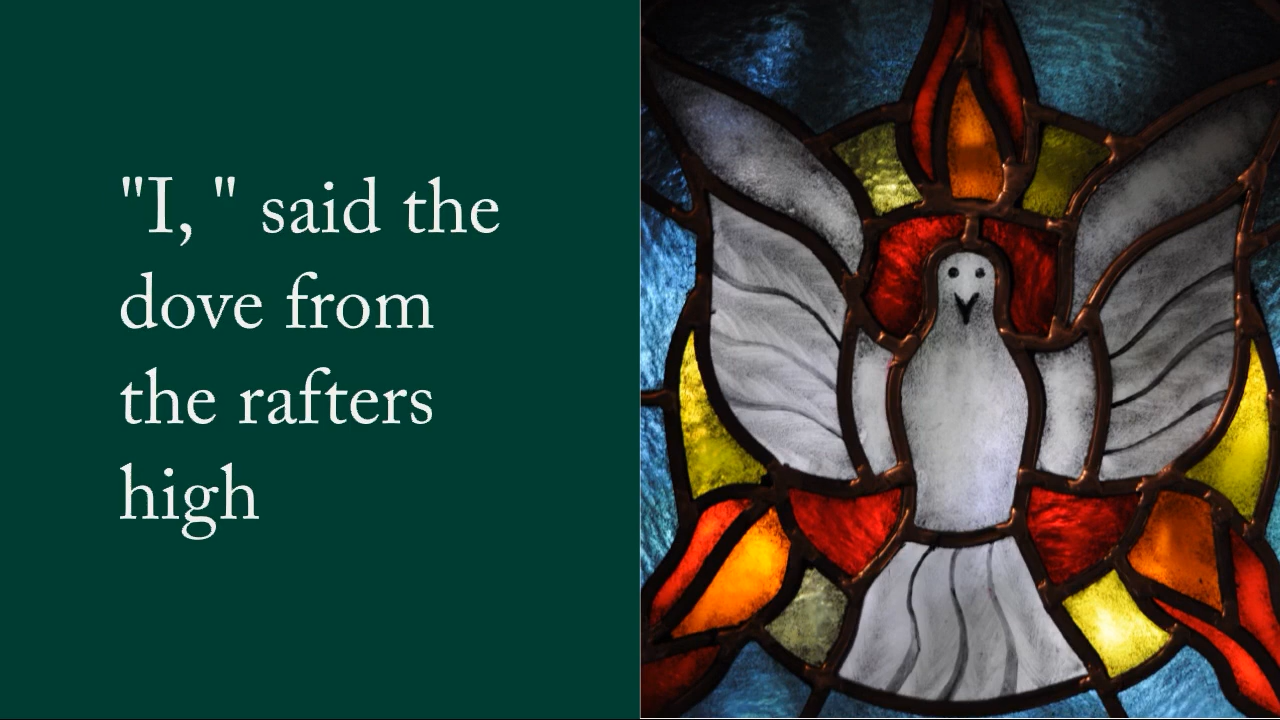 "I, " said the
dove from
the rafters
high